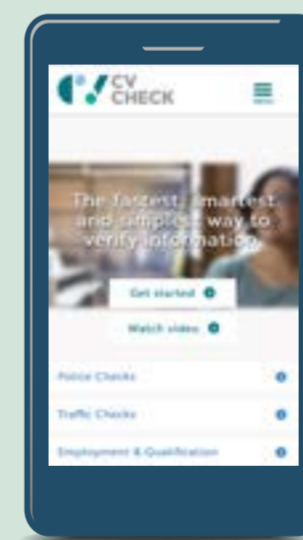 CV
CHECK
The fastest, smartest
and simplest way to
verify information.
Get started
Watch video
Police Checks
Traffic Checks
Employment & Qualification